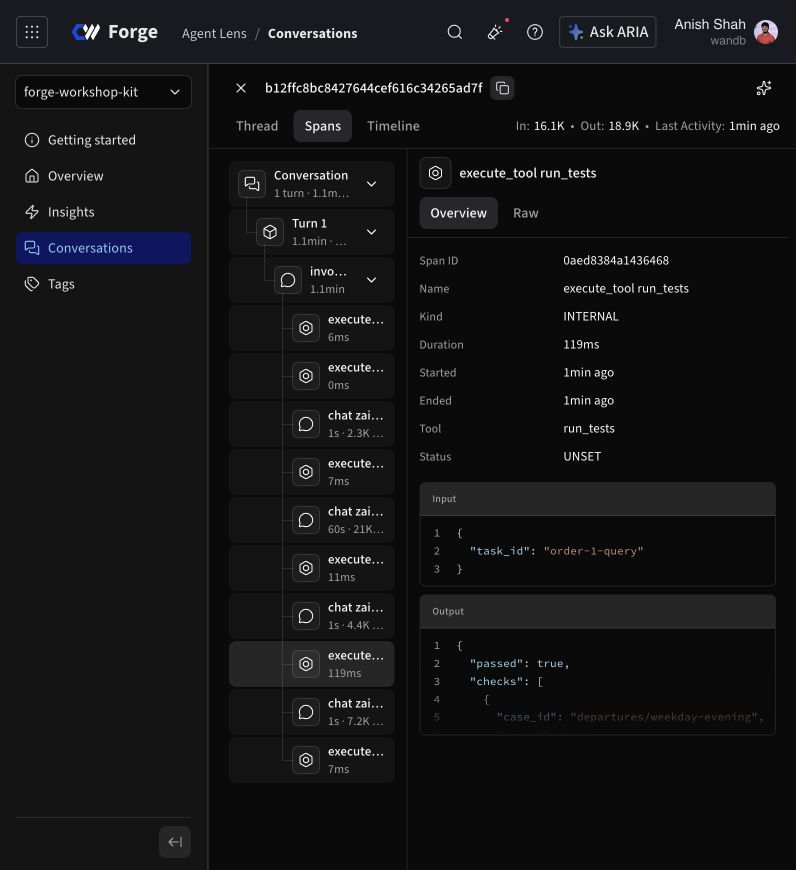 Forge
Agent Lens / Conversations
Ask ARIA
Anish Shah
wandb
forge-workshop-kit
Getting started
Overview
Insights
Conversations
Tags
b12ffc8bc8427644cef616c34265ad7f
Thread
Spans
Timeline
In: 16.1K • Out: 18.9K • Last Activity: 1min ago
Conversation
1 turn · 1.1m...
Turn 1
1.1min · ...
invo...
1.1min
execute...
6ms
execute...
0ms
chat zai...
1s · 2.3K ...
execute...
7ms
chat zai...
60s · 21K...
execute...
11ms
chat zai...
1s · 4.4K ...
execute...
119ms
chat zai...
1s · 7.2K ...
execute...
7ms
execute_tool run_tests
Overview
Raw
Span ID 0aed8384a1436468
Name execute_tool run_tests
Kind INTERNAL
Duration 119ms
Started 1min ago
Ended 1min ago
Tool run_tests
Status UNSET
Input
1 {
2 "task_id": "order-1-query"
3 }
Output
1 {
2 "passed": true,
3 "checks": [
4 {
5 "case_id": "departures/weekday-evening",